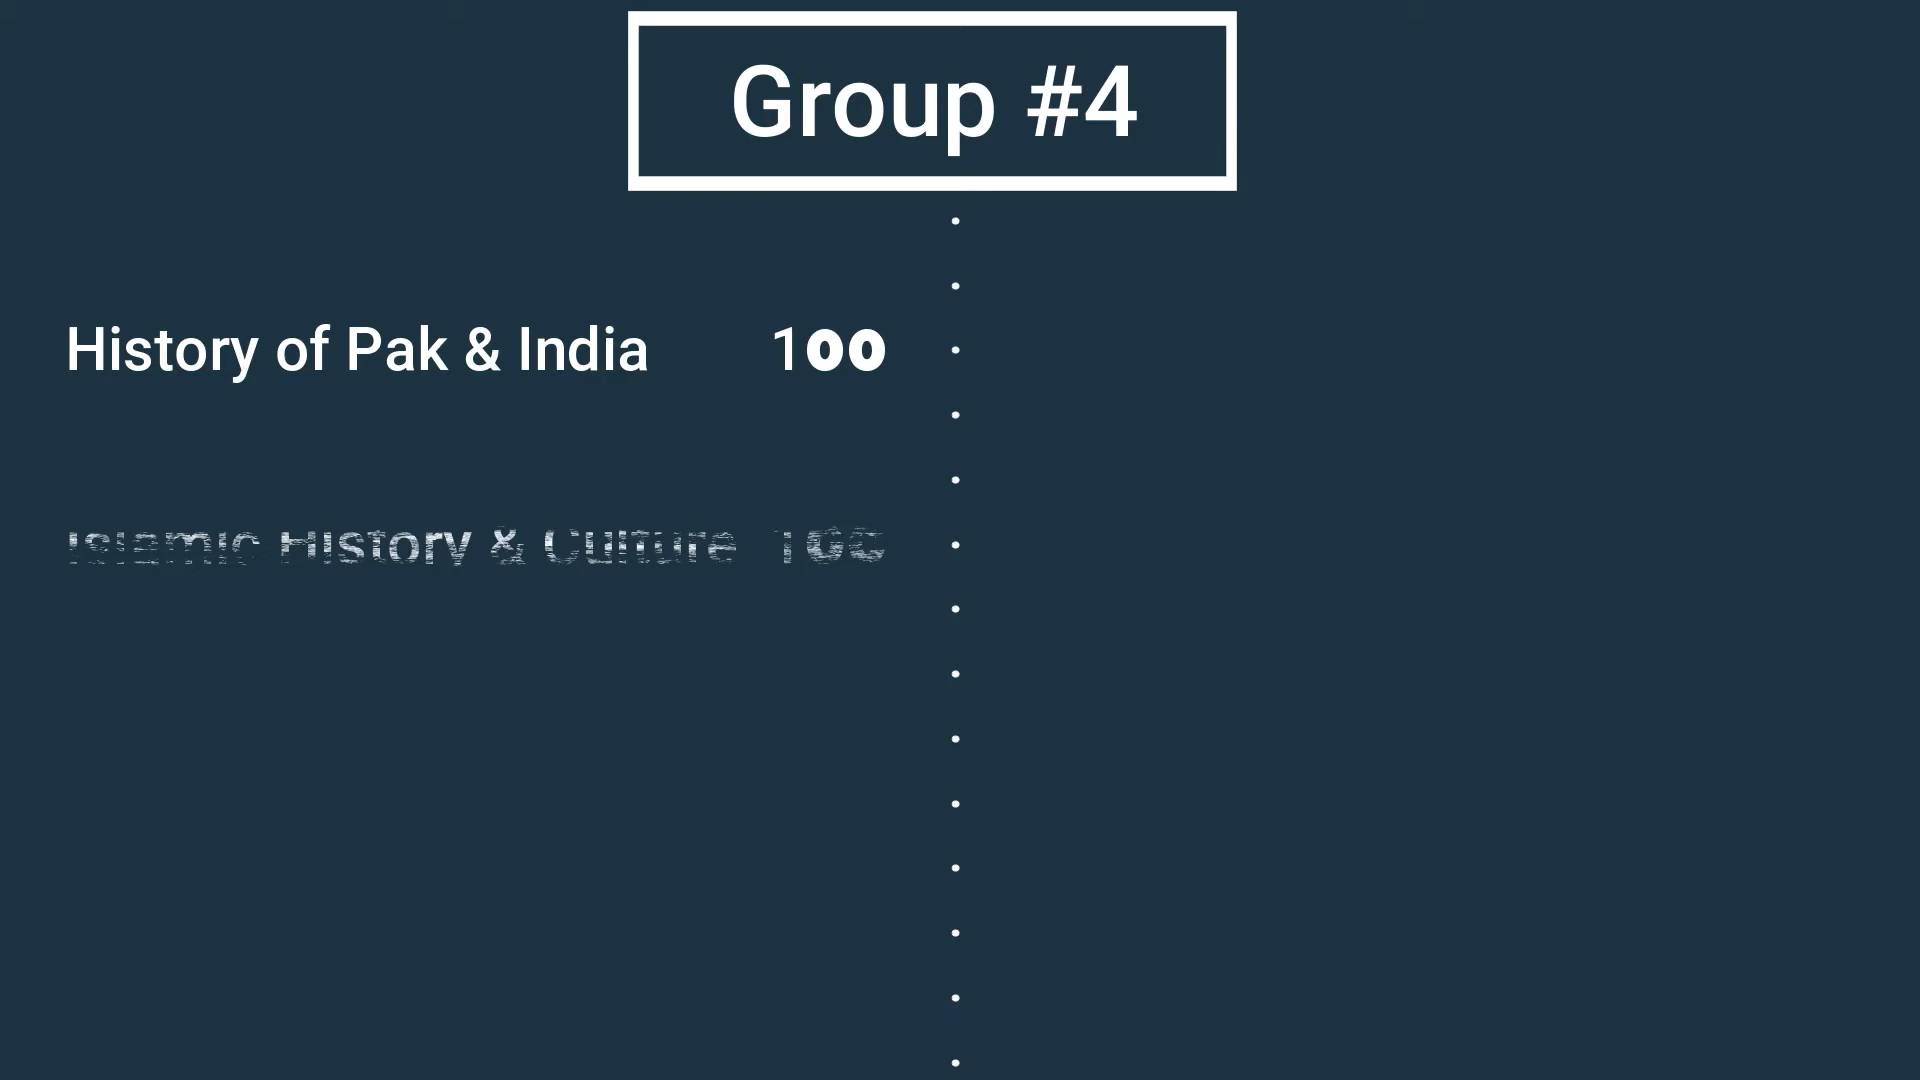 Group #4
History of Pak & India 100
Islamic History & Culture 100